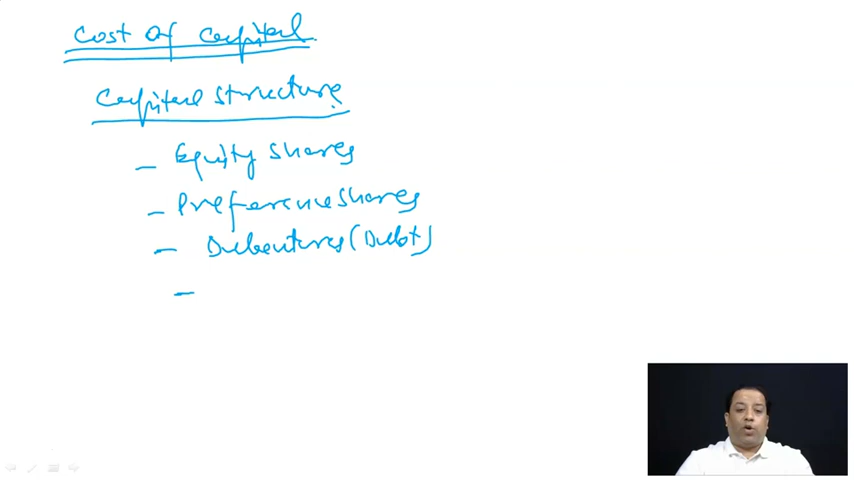 Cost of Capital
Capital Structure
- Equity Shares
- Preference Shares
- Debentures (Debt)
-